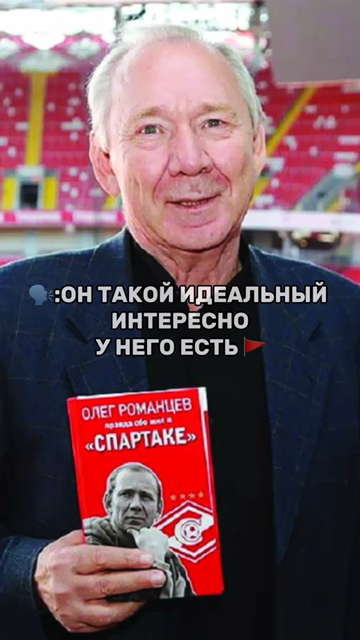 🗣️:ОН ТАКОЙ ИДЕАЛЬНЫЙ
ИНТЕРЕСНО
У НЕГО ЕСТЬ 🚩
ОЛЕГ РОМАНЦЕВ
правда обо мне и
«СПАРТАКЕ»